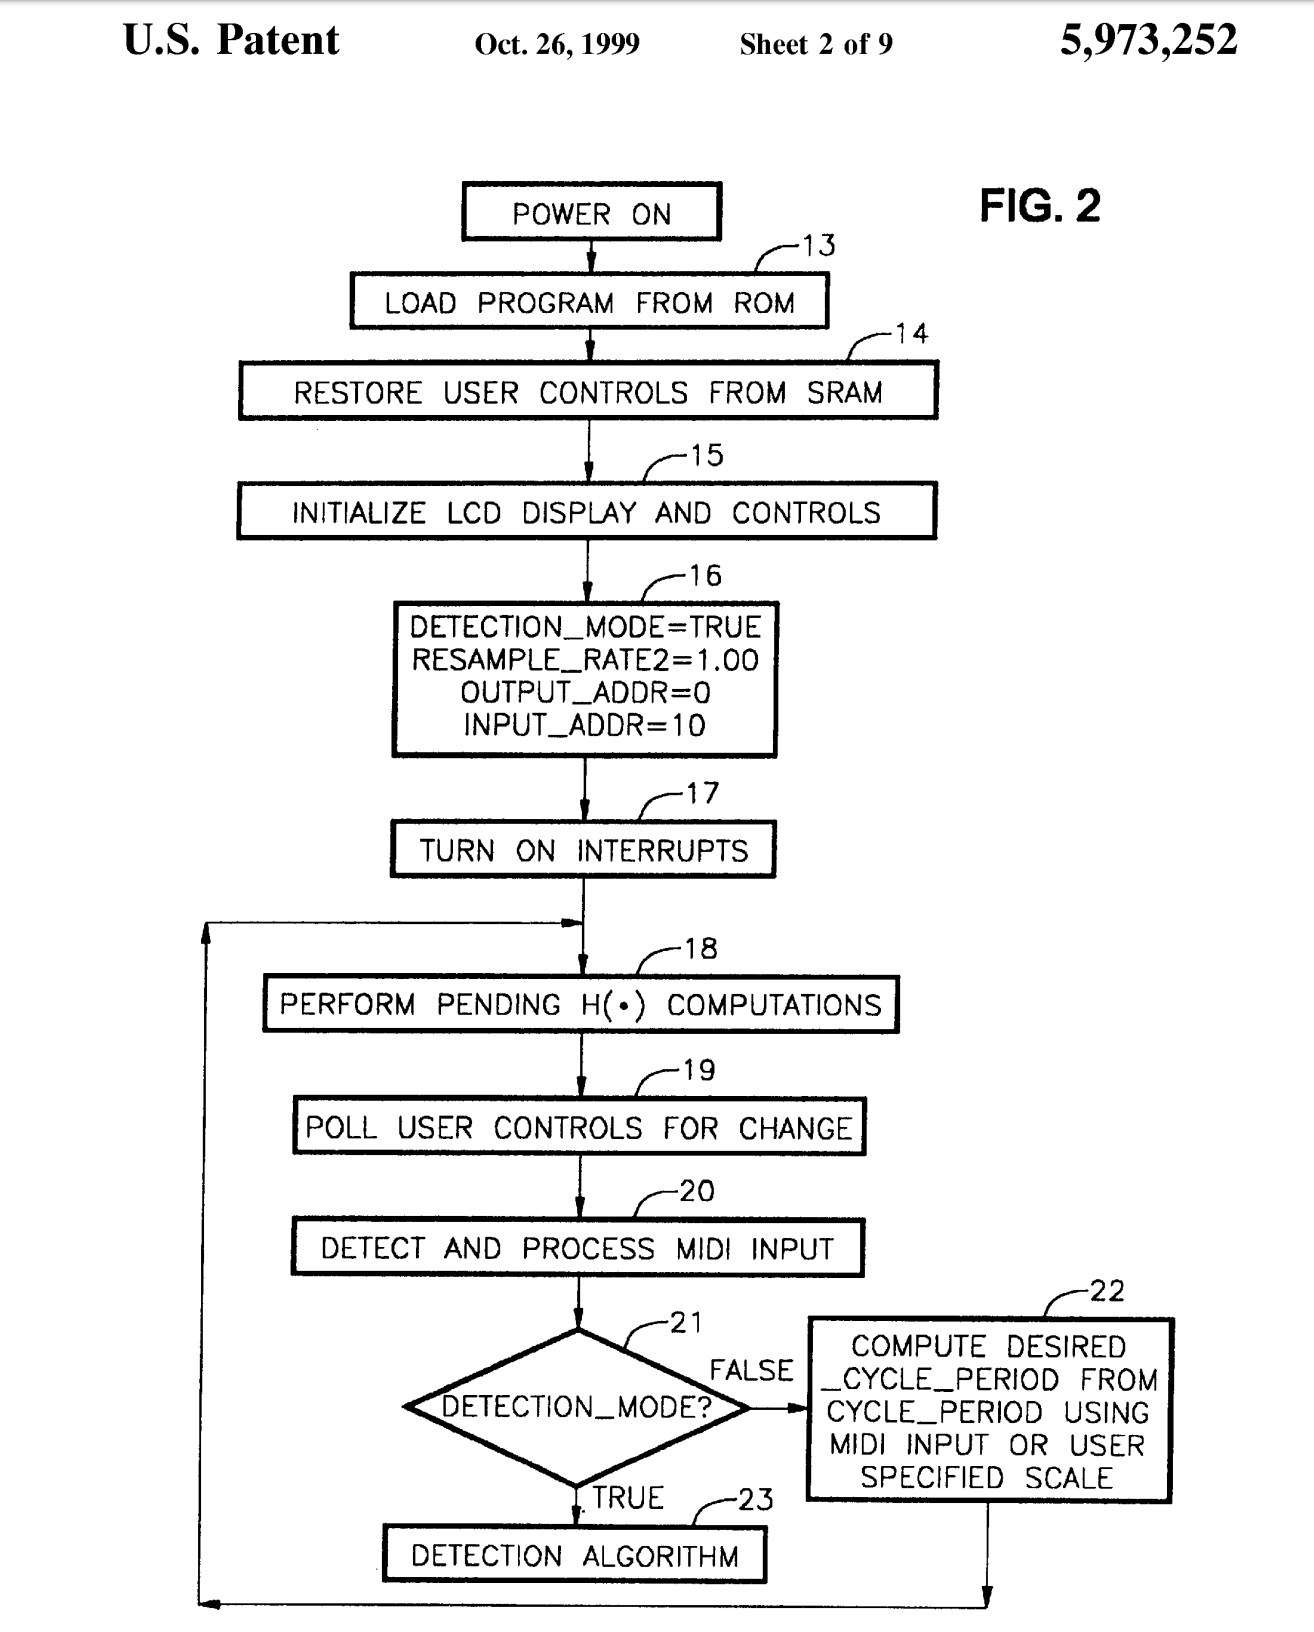 U.S. Patent Oct. 26, 1999 Sheet 2 of 9 5,973,252
FIG. 2
POWER ON
13
LOAD PROGRAM FROM ROM
14
RESTORE USER CONTROLS FROM SRAM
15
INITIALIZE LCD DISPLAY AND CONTROLS
16
DETECTION_MODE=TRUE
RESAMPLE_RATE2=1.00
OUTPUT_ADDR=0
INPUT_ADDR=10
17
TURN ON INTERRUPTS
18
PERFORM PENDING H(•) COMPUTATIONS
19
POLL USER CONTROLS FOR CHANGE
20
DETECT AND PROCESS MIDI INPUT
21
DETECTION_MODE?
FALSE
22
COMPUTE DESIRED
_CYCLE_PERIOD FROM
CYCLE_PERIOD USING
MIDI INPUT OR USER
SPECIFIED SCALE
TRUE
23
DETECTION ALGORITHM